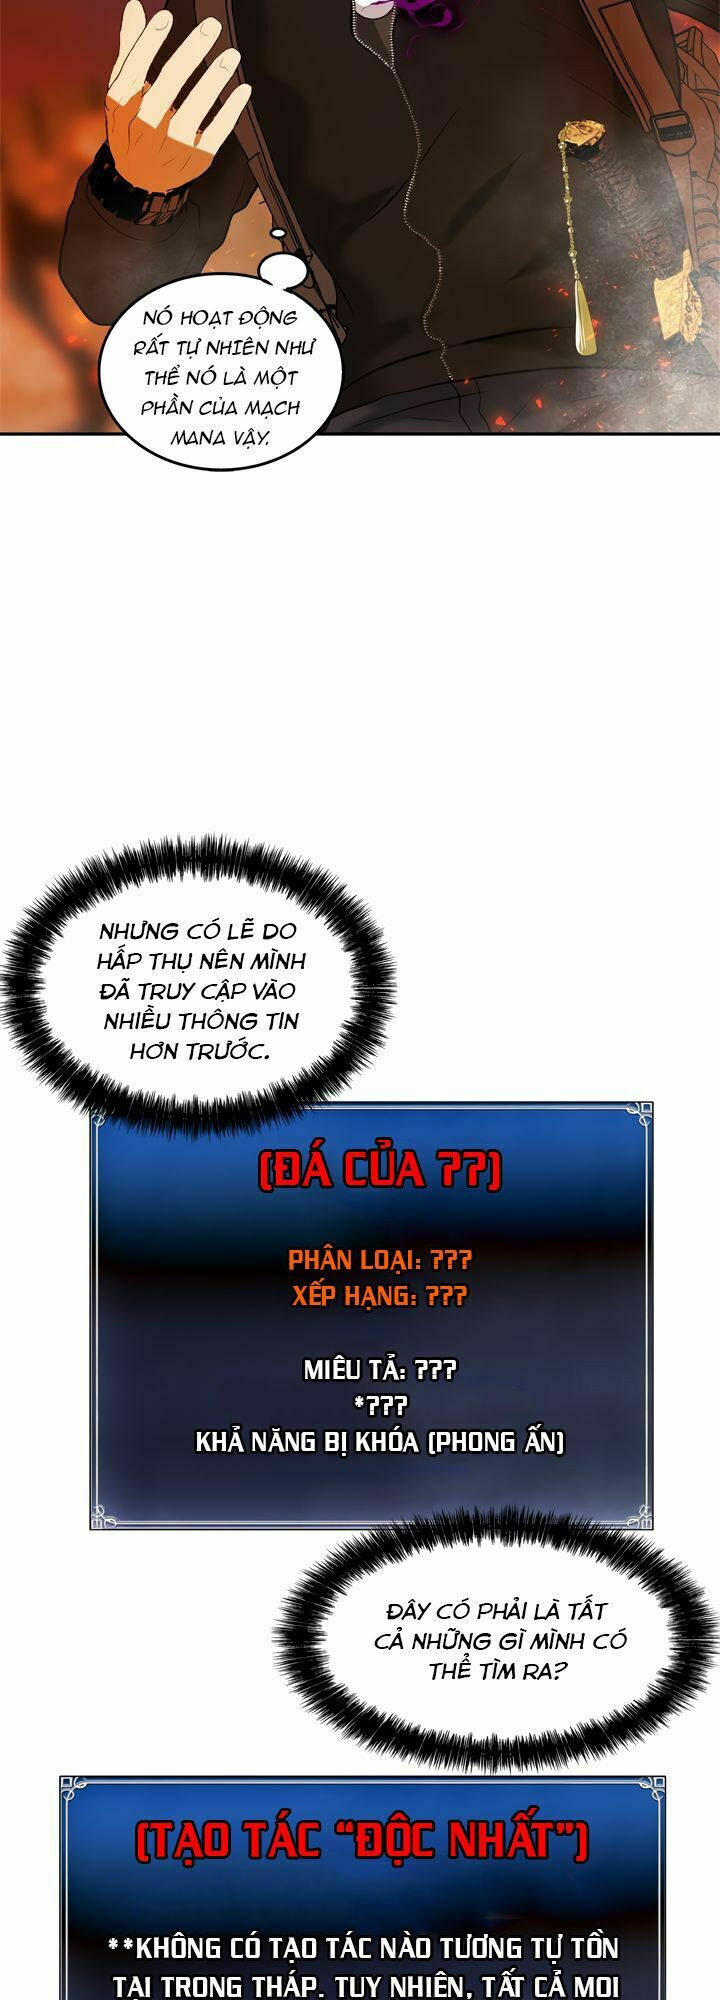 NÓ HOẠT ĐỘNG
RẤT TỰ NHIÊN NHƯ
THỂ NÓ LÀ MỘT
PHẦN CỦA MẠCH
MANA VẬY.
NHƯNG CÓ LẼ DO
HẤP THỤ NÊN MÌNH
ĐÃ TRUY CẬP VÀO
NHIỀU THÔNG TIN
HƠN TRƯỚC.
(ĐÁ CỦA ??)
PHÂN LOẠI: ???
XẾP HẠNG: ???
MIÊU TẢ: ???
*???
KHẢ NĂNG BỊ KHÓA (PHONG ẤN)
ĐÂY CÓ PHẢI LÀ TẤT
CẢ NHỮNG GÌ MÌNH CÓ
THỂ TÌM RA?
(TẠO TÁC “ĐỘC NHẤT”)
**KHÔNG CÓ TẠO TÁC NÀO TƯƠNG TỰ TỒN
TẠI TRONG THÁP. TUY NHIÊN, TẤT CẢ MỌI